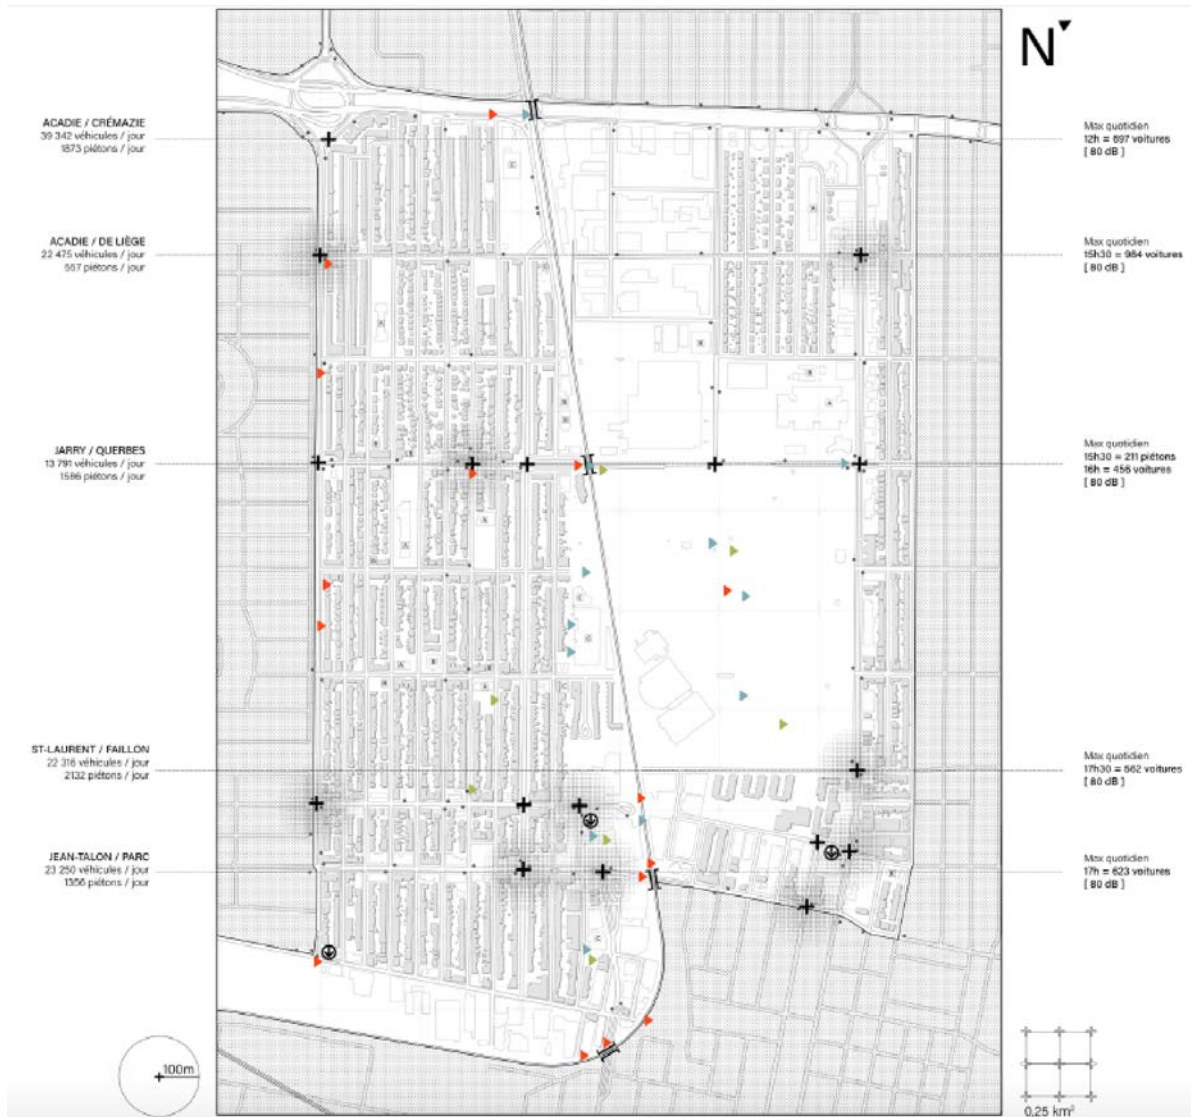 N
ACADIE / CRÉMAZIE
39 342 véhicules / jour
1873 piétons / jour
Max quotidien
12h = 697 voitures
[ 80 dB ]
ACADIE / DE LIÈGE
22 475 véhicules / jour
557 piétons / jour
Max quotidien
15h30 = 984 voitures
[ 80 dB ]
JARRY / QUERBES
13 791 véhicules / jour
1586 piétons / jour
Max quotidien
15h30 = 211 piétons
16h = 456 voitures
[ 80 dB ]
ST-LAURENT / FAILLON
22 316 véhicules / jour
2132 piétons / jour
Max quotidien
17h30 = 562 voitures
[ 80 dB ]
JEAN-TALON / PARC
23 250 véhicules / jour
1356 piétons / jour
Max quotidien
17h = 623 voitures
[ 80 dB ]
100m
0,25 km²